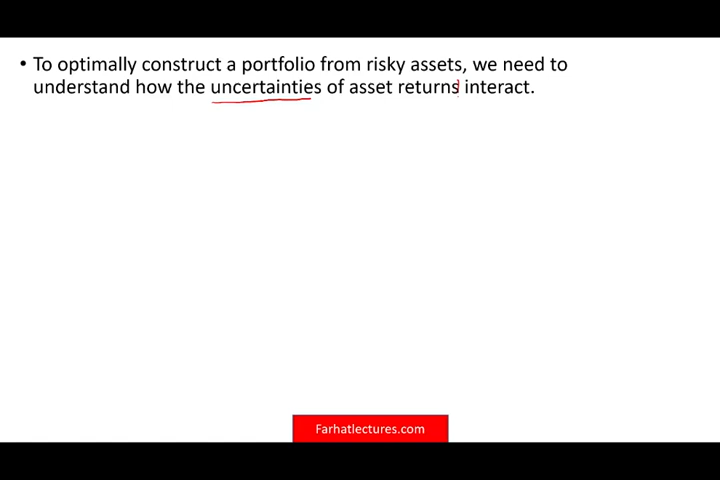 • To optimally construct a portfolio from risky assets, we need to
understand how the uncertainties of asset returns interact.
Farhatlectures.com